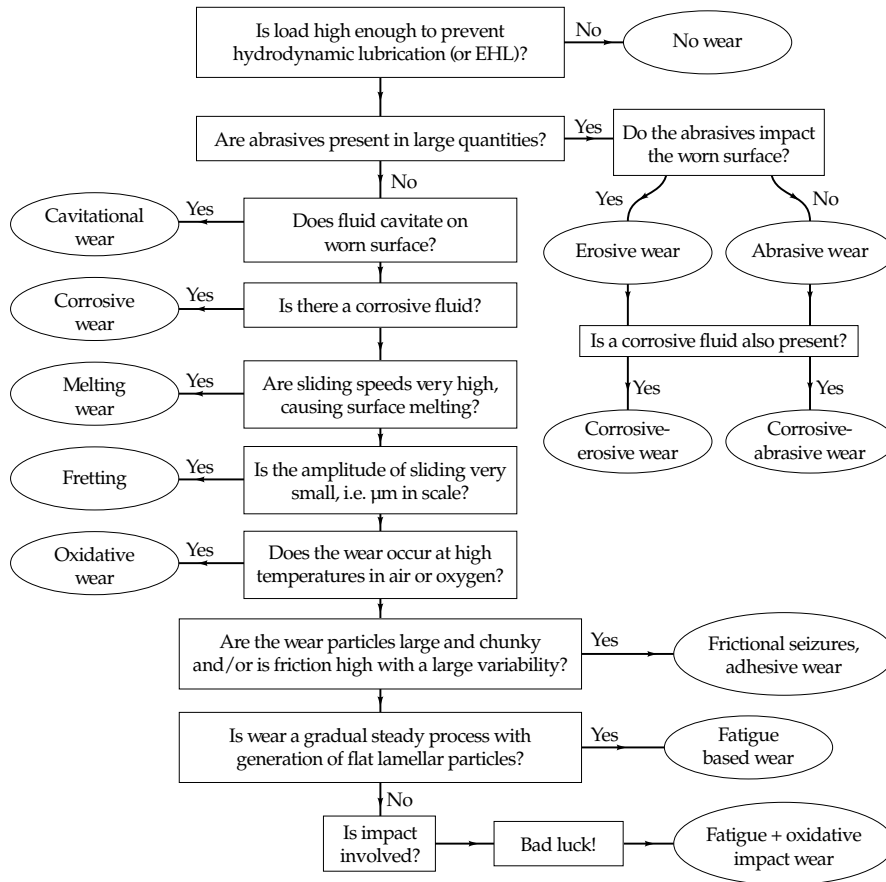 Is load high enough to prevent
hydrodynamic lubrication (or EHL)?
No
No wear
Are abrasives present in large quantities?
Yes
Do the abrasives impact
the worn surface?
No
Yes
No
Cavitational
wear
Yes
Does fluid cavitate on
worn surface?
Erosive wear
Abrasive wear
Corrosive
wear
Yes
Is there a corrosive fluid?
Is a corrosive fluid also present?
Melting
wear
Yes
Are sliding speeds very high,
causing surface melting?
Yes
Yes
Corrosive-
erosive wear
Corrosive-
abrasive wear
Fretting
Yes
Is the amplitude of sliding very
small, i.e. μm in scale?
Oxidative
wear
Yes
Does the wear occur at high
temperatures in air or oxygen?
Are the wear particles large and chunky
and/or is friction high with a large variability?
Yes
Frictional seizures,
adhesive wear
Is wear a gradual steady process with
generation of flat lamellar particles?
Yes
Fatigue
based wear
No
Is impact
involved?
Bad luck!
Fatigue + oxidative
impact wear